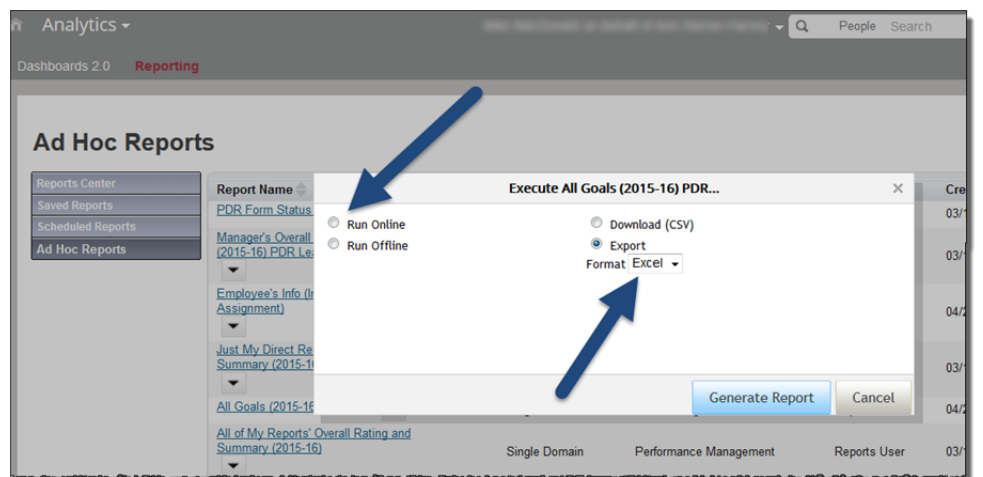 Analytics
People Search
Dashboards 2.0 Reporting
Ad Hoc Reports
Reports Center
Saved Reports
Scheduled Reports
Ad Hoc Reports
Report Name
Execute All Goals (2015-16) PDR...
Cre
PDR Form Status
03/1
Manager's Overall
(2015-16) PDR Le
03/1
Employee's Info (In
Assignment)
04/2
Just My Direct Re
Summary (2015-1
03/1
All Goals (2015-16
04/2
All of My Reports' Overall Rating and
Summary (2015-16)
Single Domain
Performance Management
Reports User
03/1
Run Online
Run Offline
Download (CSV)
Export
Format Excel
Generate Report
Cancel